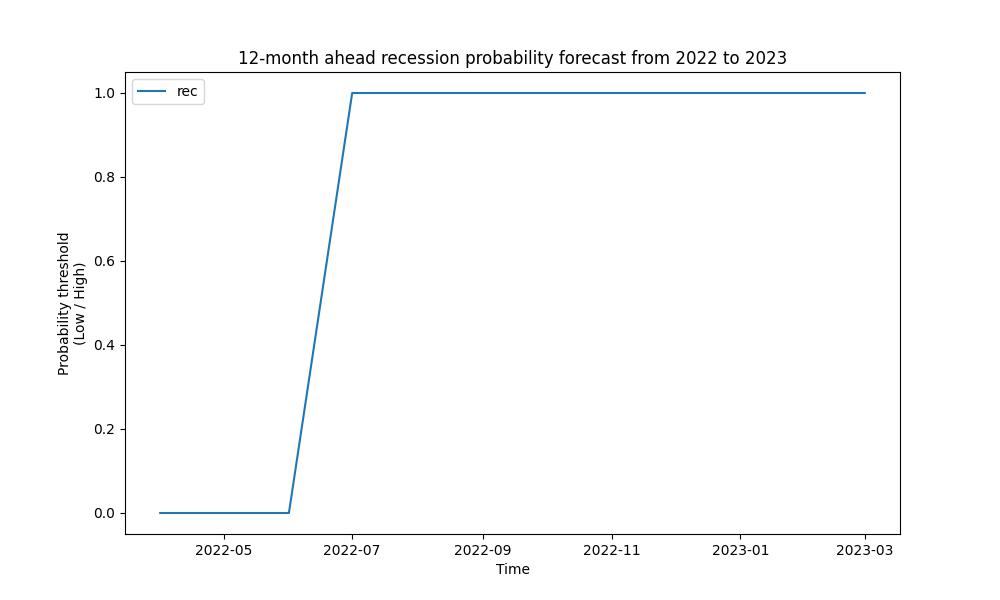 12-month ahead recession probability forecast from 2022 to 2023
rec
1.0
0.8
0.6
0.4
0.2
0.0
Probability threshold
(Low / High)
2022-05
2022-07
2022-09
2022-11
2023-01
2023-03
Time